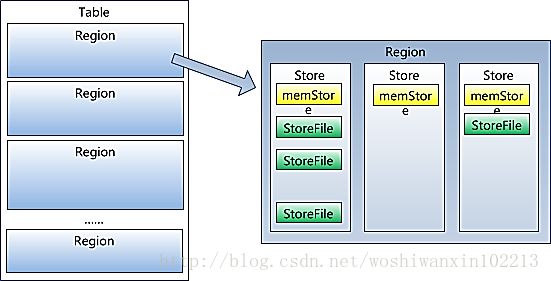 Table
Region
Region
Region
......
Region
Region
Store
memStor
e
StoreFile
StoreFile
StoreFile
Store
memStor
e
Store
memStor
e
StoreFile
http://blog.csdn.net/woshiwanxin102213